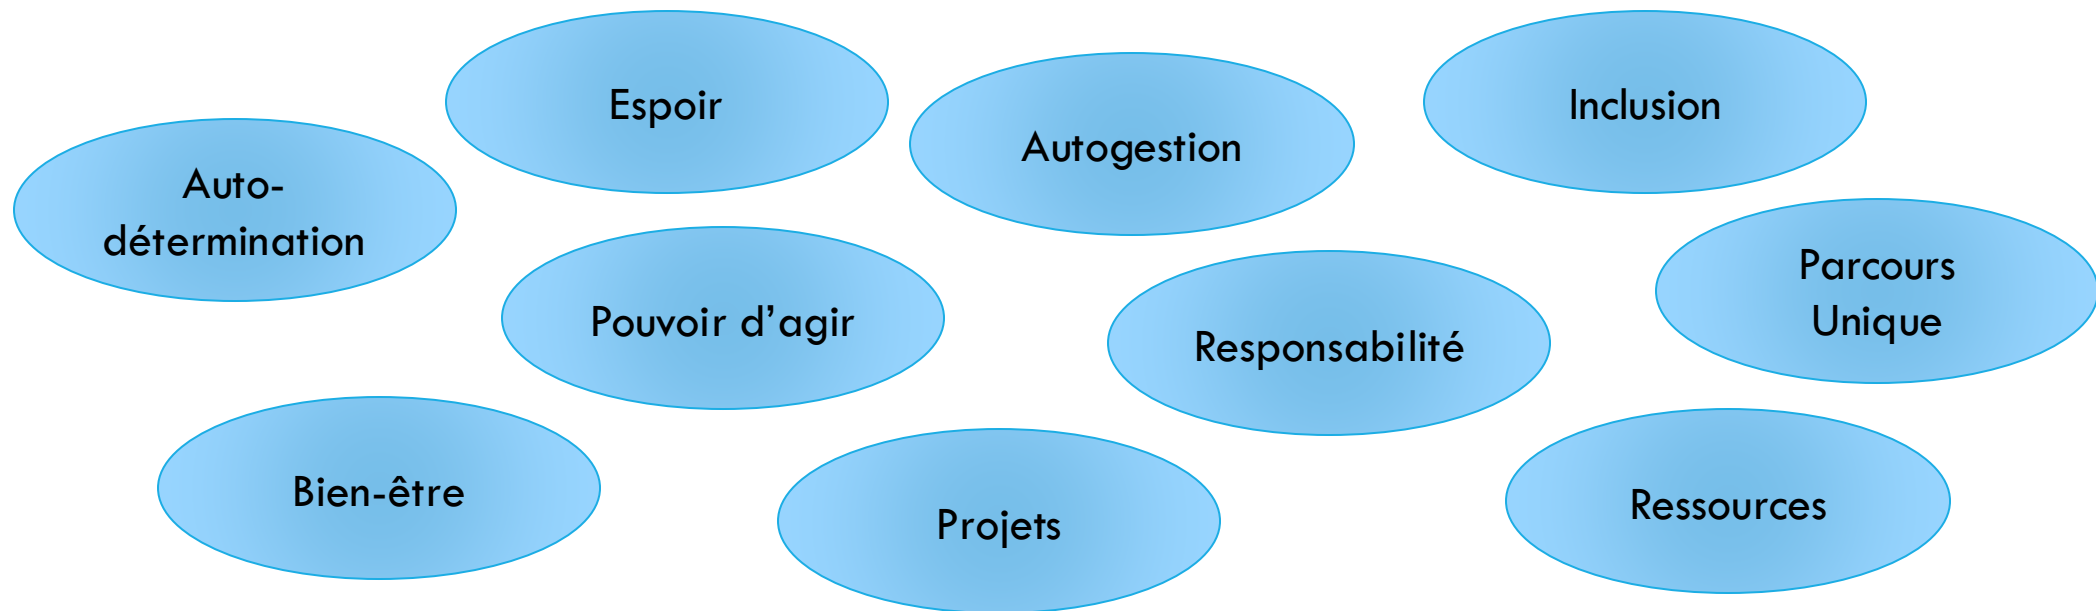 Espoir
Autogestion
Inclusion
Auto-
détermination
Pouvoir d’agir
Responsabilité
Parcours
Unique
Bien-être
Projets
Ressources